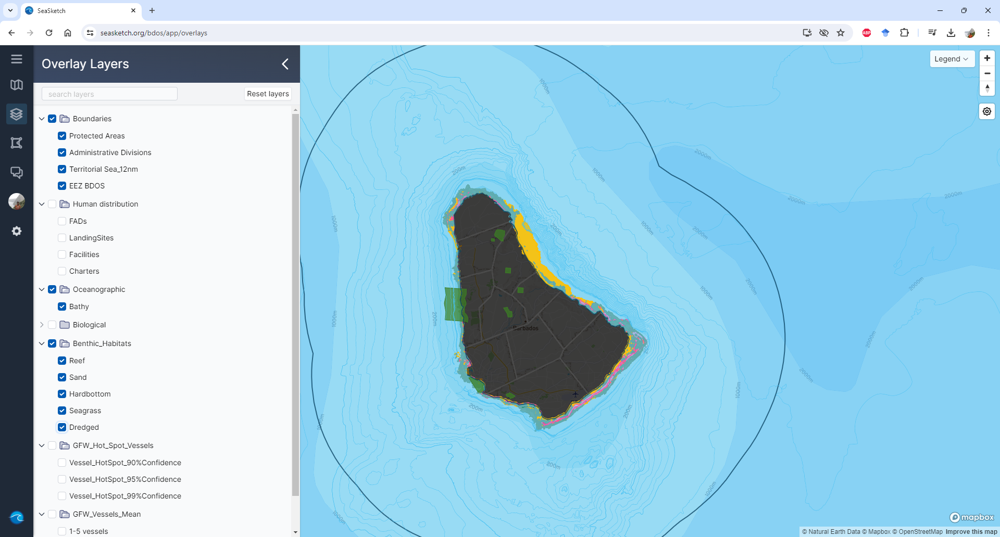 SeaSketch
seasketch.org/bdos/app/overlays
ABP
Overlay Layers
Reset layers
search layers
Boundaries
Protected Areas
Administrative Divisions
Territorial Sea_12nm
EEZ BDOS
Human distribution
FADs
LandingSites
Facilities
Charters
Oceanographic
Bathy
Biological
Benthic_Habitats
Reef
Sand
Hardbottom
Seagrass
Dredged
GFW_Hot_Spot_Vessels
Vessel_HotSpot_90%Confidence
Vessel_HotSpot_95%Confidence
Vessel_HotSpot_99%Confidence
GFW_Vessels_Mean
1-5 vessels
Legend
1000m
2000m
200m
1000m
2000m
2000m
1000m
200m
1000m
2000m
2000m
2000m
1000m
1000m
200m
Barbados
2000m
200m
2000m
1000m
200m
200m
1000m
200m
1000m
1000m
mapbox
© Natural Earth Data © Mapbox © OpenStreetMap Improve this map